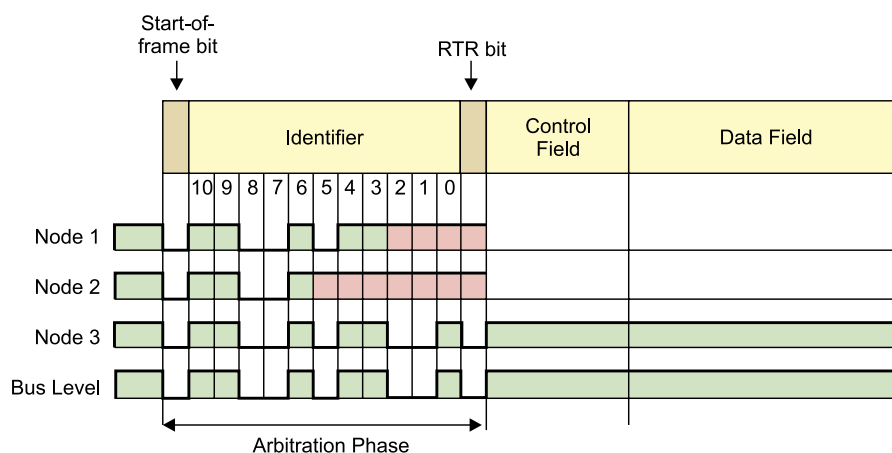 Start-of-
frame bit
RTR bit
Identifier
Control
Field
Data Field
10 9 8 7 6 5 4 3 2 1 0
Node 1
Node 2
Node 3
Bus Level
Arbitration Phase